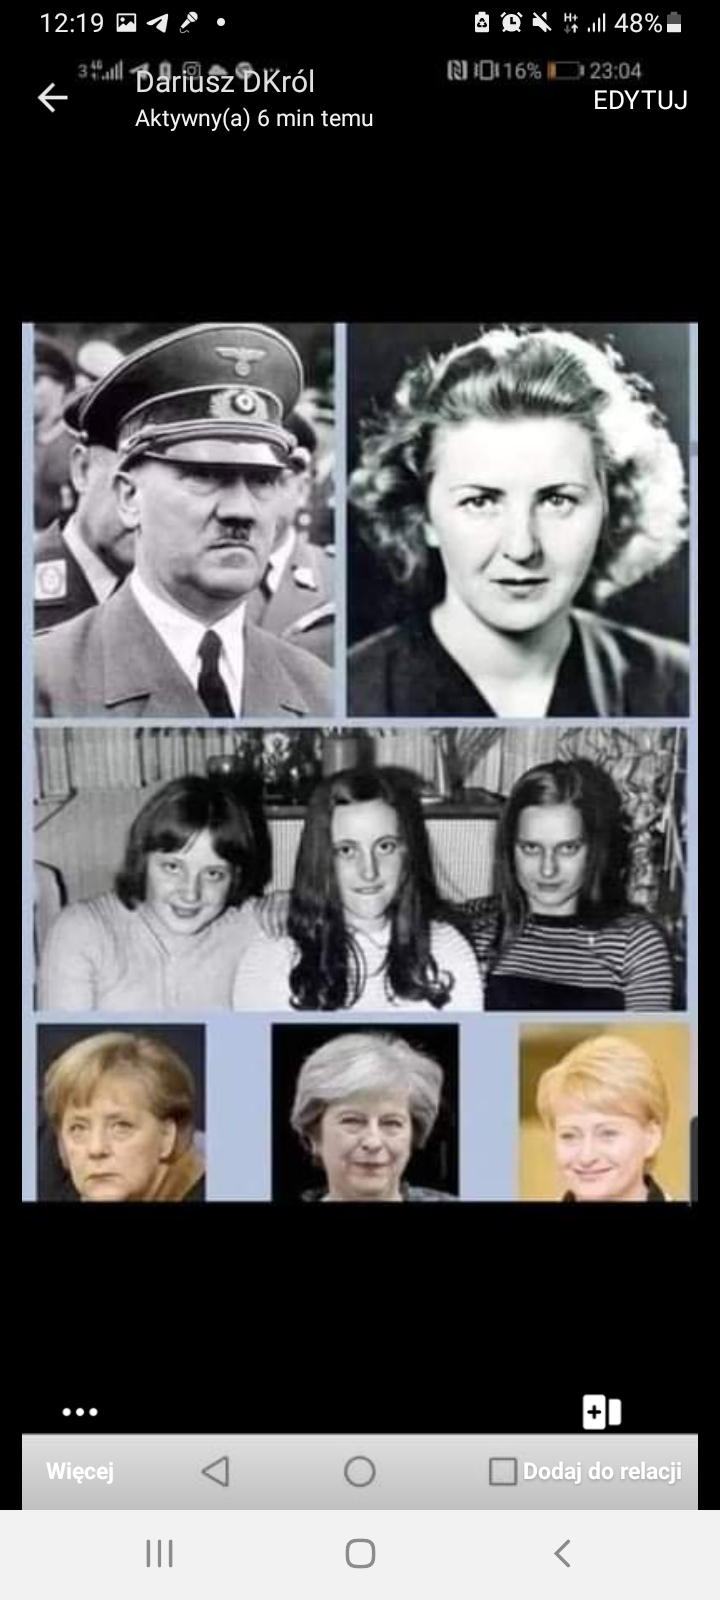 12:19
48%
16% 23:04
Dariusz DKról
EDYTUJ
Aktywny(a) 6 min temu
Więcej
Dodaj do relacji